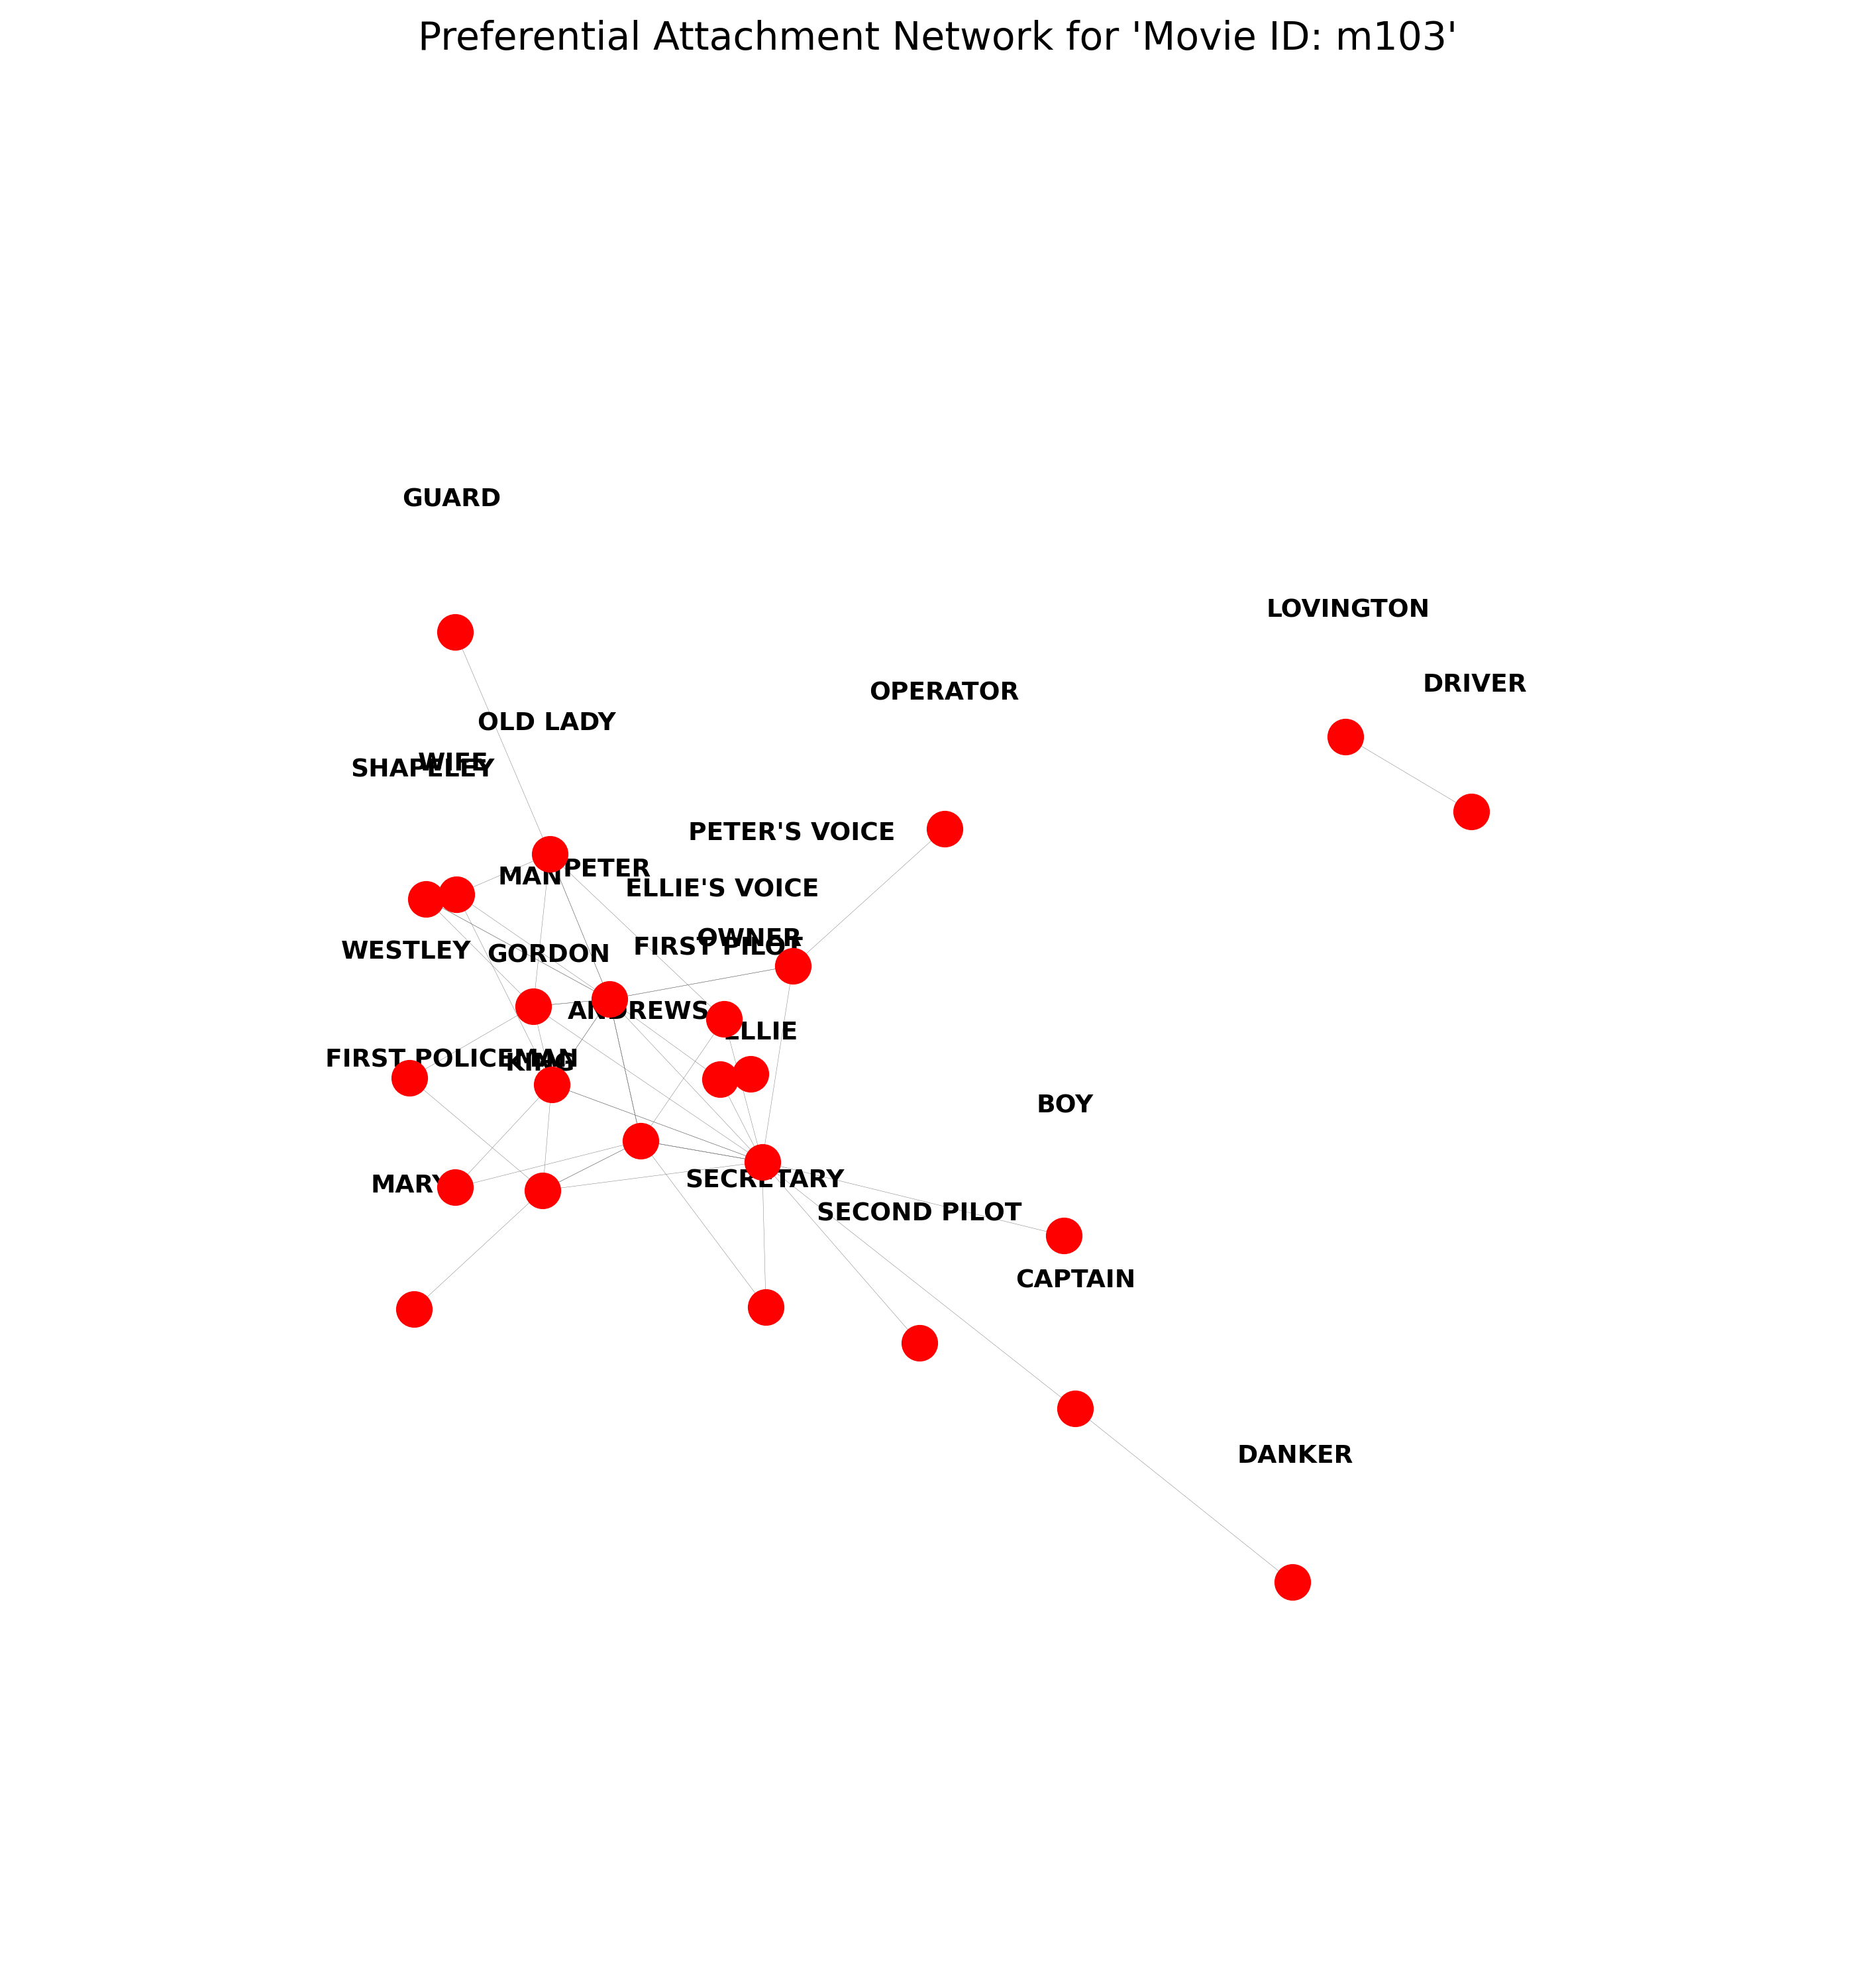 Preferential Attachment Network for 'Movie ID: m103'
GUARD
LOVINGTON
DRIVER
OPERATOR
OLD LADY
WIFE
SHAPELEY
PETER'S VOICE
PETER
MAN
ELLIE'S VOICE
OWNER
FIRST PILOT
WESTLEY
GORDON
ANDREWS
ELLIE
FIRST POLICEMAN
KING
BOY
SECRETARY
MARY
SECOND PILOT
CAPTAIN
DANKER